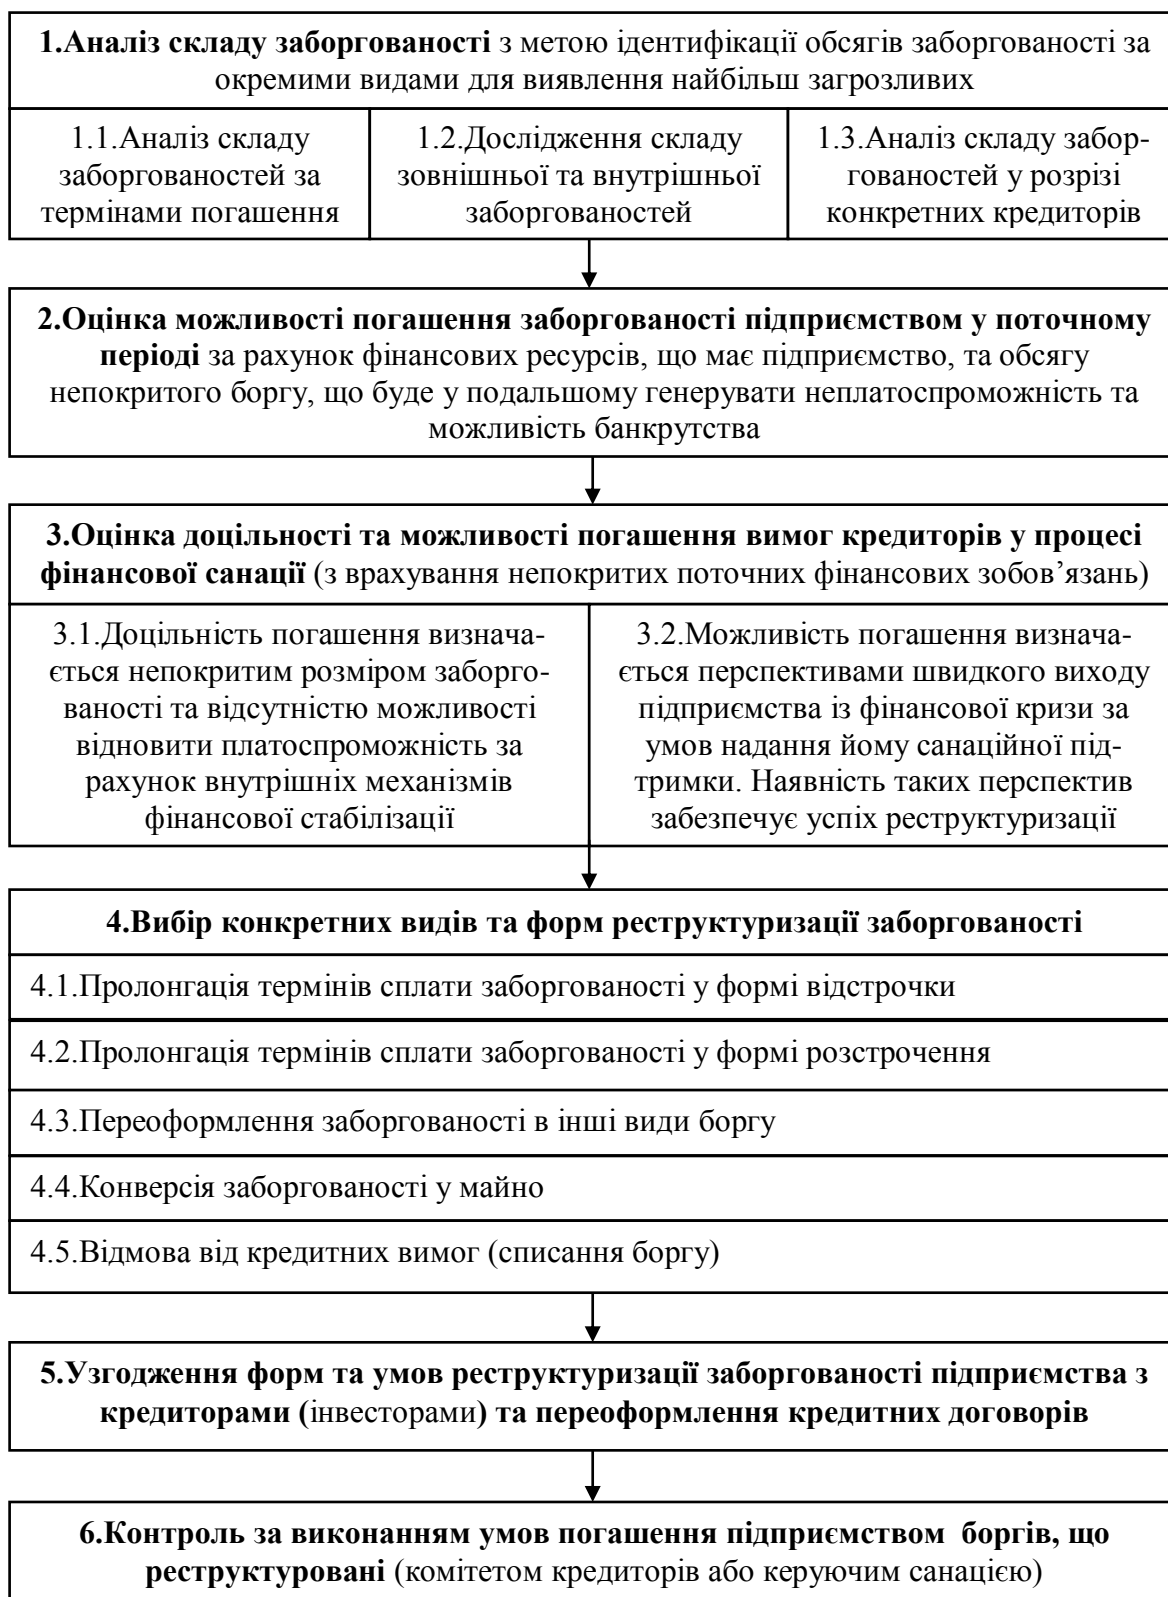 1.Аналіз складу заборгованості з метою ідентифікації обсягів заборгованості за
окремими видами для виявлення найбільш загрозливих
1.1.Аналіз складу
заборгованостей за
термінами погашення
1.2.Дослідження складу
зовнішньої та внутрішньої
заборгованостей
1.3.Аналіз складу забор-
гованостей у розрізі
конкретних кредиторів
2.Оцінка можливості погашення заборгованості підприємством у поточному
періоді за рахунок фінансових ресурсів, що має підприємство, та обсягу
непокритого боргу, що буде у подальшому генерувати неплатоспроможність та
можливість банкрутства
3.Оцінка доцільності та можливості погашення вимог кредиторів у процесі
фінансової санації (з врахування непокритих поточних фінансових зобов’язань)
3.1.Доцільність погашення визнача-
ється непокритим розміром заборго-
ваності та відсутністю можливості
відновити платоспроможність за
рахунок внутрішніх механізмів
фінансової стабілізації
3.2.Можливість погашення визнача-
ється перспективами швидкого виходу
підприємства із фінансової кризи за
умов надання йому санаційної під-
тримки. Наявність таких перспектив
забезпечує успіх реструктуризації
4.Вибір конкретних видів та форм реструктуризації заборгованості
4.1.Пролонгація термінів сплати заборгованості у формі відстрочки
4.2.Пролонгація термінів сплати заборгованості у формі розстрочення
4.3.Переоформлення заборгованості в інші види боргу
4.4.Конверсія заборгованості у майно
4.5.Відмова від кредитних вимог (списання боргу)
5.Узгодження форм та умов реструктуризації заборгованості підприємства з
кредиторами (інвесторами) та переоформлення кредитних договорів
6.Контроль за виконанням умов погашення підприємством боргів, що
реструктуровані (комітетом кредиторів або керуючим санацією)